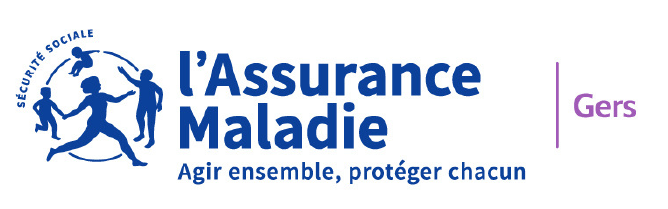 SÉCURITÉ SOCIALE
l'Assurance
Maladie
Agir ensemble, protéger chacun
Gers